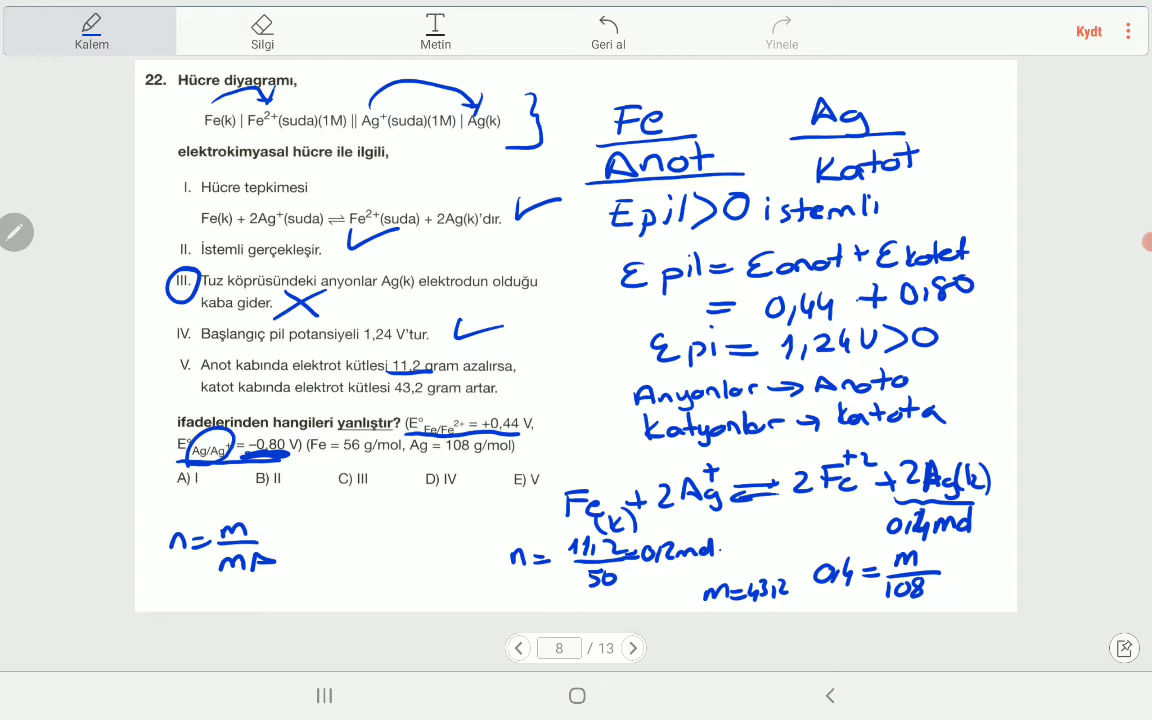 Kalem
Silgi
Metin
Geri al
Yinele
Kydt
22. Hücre diyagramı,
Fe(k) | Fe²⁺(suda)(1M) || Ag⁺(suda)(1M) | Ag(k)
elektrokimyasal hücre ile ilgili,
I. Hücre tepkimesi
Fe(k) + 2Ag⁺(suda) ⇌ Fe²⁺(suda) + 2Ag(k)'dır.
II. İstemli gerçekleşir.
III. Tuz köprüsündeki anyonlar Ag(k) elektrodun olduğu
kaba gider.
IV. Başlangıç pil potansiyeli 1,24 V'tur.
V. Anot kabında elektrot kütlesi 11,2 gram azalırsa,
katot kabında elektrot kütlesi 43,2 gram artar.
ifadelerinden hangileri yanlıştır? (E°Fe/Fe²⁺ = +0,44 V,
E°Ag/Ag⁺ = –0,80 V) (Fe = 56 g/mol, Ag = 108 g/mol)
A) I B) II C) III D) IV E) V
n = m
mA
Fe Ag
Anot Katot
Epil > 0 istemli
Epil = Eanot + Ekatot
= 0,44 + 0,80
Epi = 1,24 V > 0
Anyonlar → Anota
Katyonlar → Katota
Fe(k) + 2Ag⁺ ⇌ 2Fe⁺² + 2Ag(k)
0,4 mol
n = 11,2 = 0,2 mol.
56
m = 43,2
0,4 = m
108
8 / 13